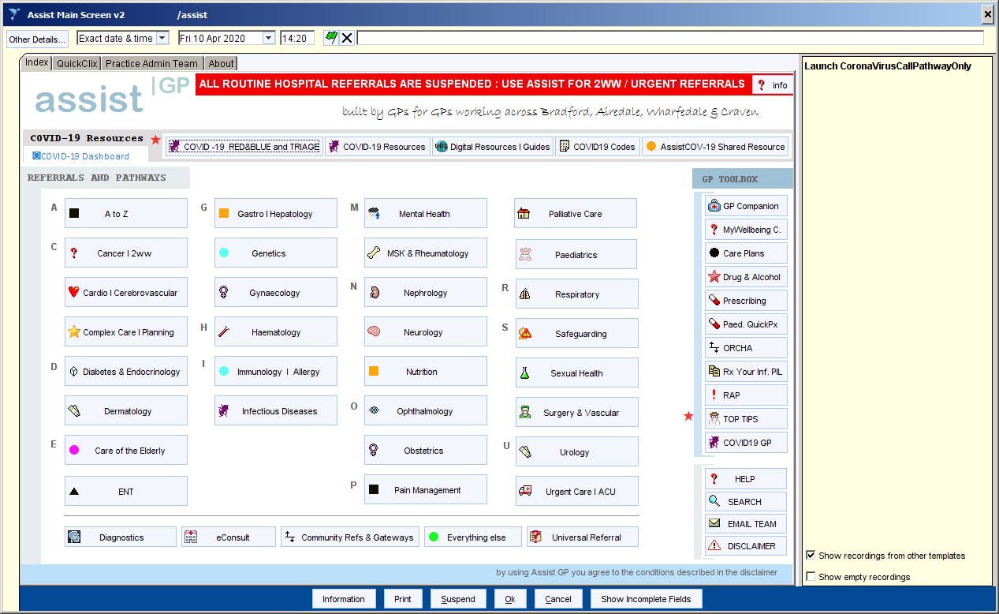 Assist Main Screen v2 /assist
Other Details... Exact date & time Fri 10 Apr 2020 14:20
Index QuickClix Practice Admin Team About
Launch CoronaVirusCallPathwayOnly
assist |GP
ALL ROUTINE HOSPITAL REFERRALS ARE SUSPENDED : USE ASSIST FOR 2WW / URGENT REFERRALS ? info
built by GPs for GPs working across Bradford, Airedale, Wharfedale & Craven
COVID-19 Resources
COVID-19 Dashboard
COVID -19 RED&BLUE and TRIAGE COVID-19 Resources URL Digital Resources I Guides COVID19 Codes AssistCOV-19 Shared Resource
REFERRALS AND PATHWAYS
GP TOOLBOX
A A to Z G Gastro I Hepatology M Mental Health Palliative Care
C Cancer I 2ww Genetics MSK & Rheumatology Paediatrics
Cardio I Cerebrovascular Gynaecology N Nephrology R Respiratory
Complex Care I Planning H Haematology Neurology S Safeguarding
D Diabetes & Endocrinology I Immunology I Allergy Nutrition Sexual Health
Dermatology Infectious Diseases O Ophthalmology Surgery & Vascular
E Care of the Elderly Obstetrics U Urology
ENT P Pain Management Urgent Care I ACU
Diagnostics eConsult Community Refs & Gateways Everything else Universal Referral
GP Companion
MyWellbeing C.
Care Plans
Drug & Alcohol
Prescribing
Paed. QuickPx
ORCHA
Rx Your Inf. PIL
RAP
TOP TIPS
COVID19 GP
HELP
SEARCH
EMAIL TEAM
DISCLAIMER
by using Assist GP you agree to the conditions described in the disclaimer
Show recordings from other templates
Show empty recordings
Information Print Suspend Ok Cancel Show Incomplete Fields